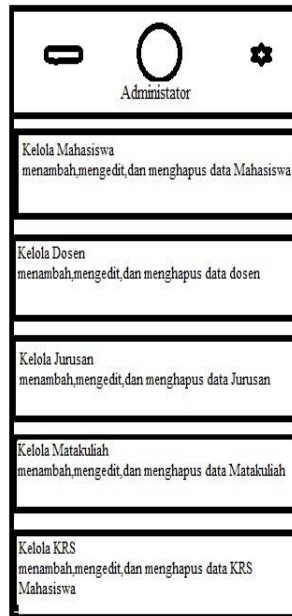 Administator
Kelola Mahasiswa
menambah,mengedit,dan menghapus data Mahasiswa
Kelola Dosen
menambah,mengedit,dan menghapus data dosen
Kelola Jurusan
menambah,mengedit,dan menghapus data Jurusan
Kelola Matakuliah
menambah,mengedit,dan menghapus data Matakuliah
Kelola KRS
menambah,mengedit,dan menghapus data KRS
Mahasiswa